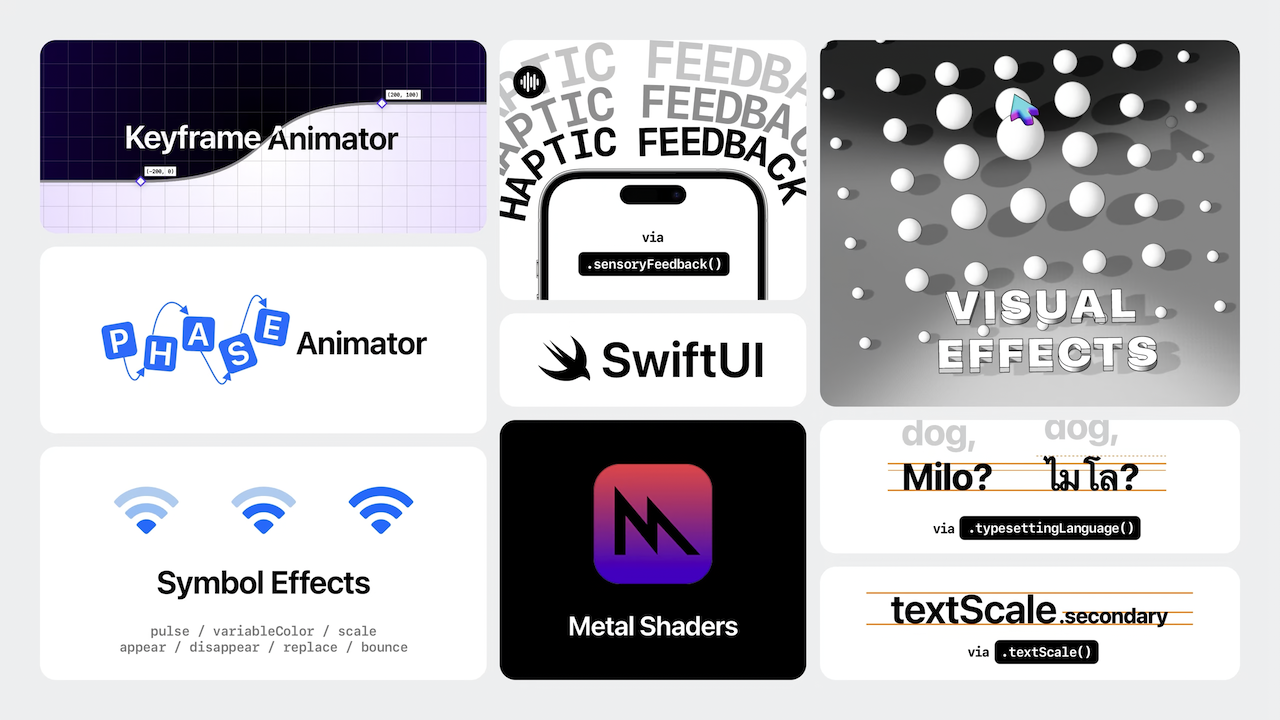 Keyframe Animator
(200, 100)
(-200, 0)
PHASE Animator
Symbol Effects
pulse / variableColor / scale
appear / disappear / replace / bounce
HAPTIC FEEDBACK
HAPTIC FEEDBACK
HAPTIC FEEDBACK
via
.sensoryFeedback()
SwiftUI
Metal Shaders
VISUAL
EFFECTS
dog, dog,
Milo? ไมโล?
via .typesettingLanguage()
textScale.secondary
via .textScale()